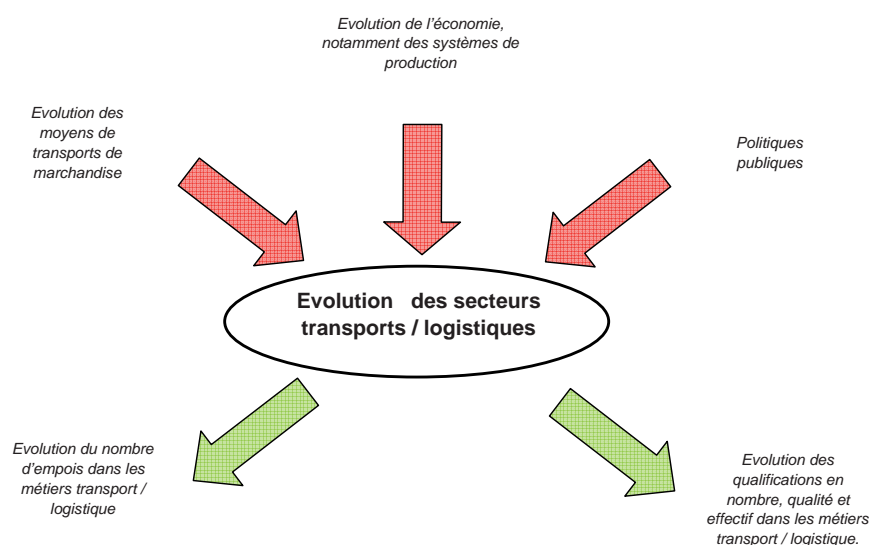 Evolution de l’économie,
notamment des systèmes de
production
Evolution des
moyens de
transports de
marchandise
Politiques
publiques
Evolution des secteurs
transports / logistiques
Evolution du nombre
d’empois dans les
métiers transport /
logistique
Evolution des
qualifications en
nombre, qualité et
effectif dans les métiers
transport / logistique.